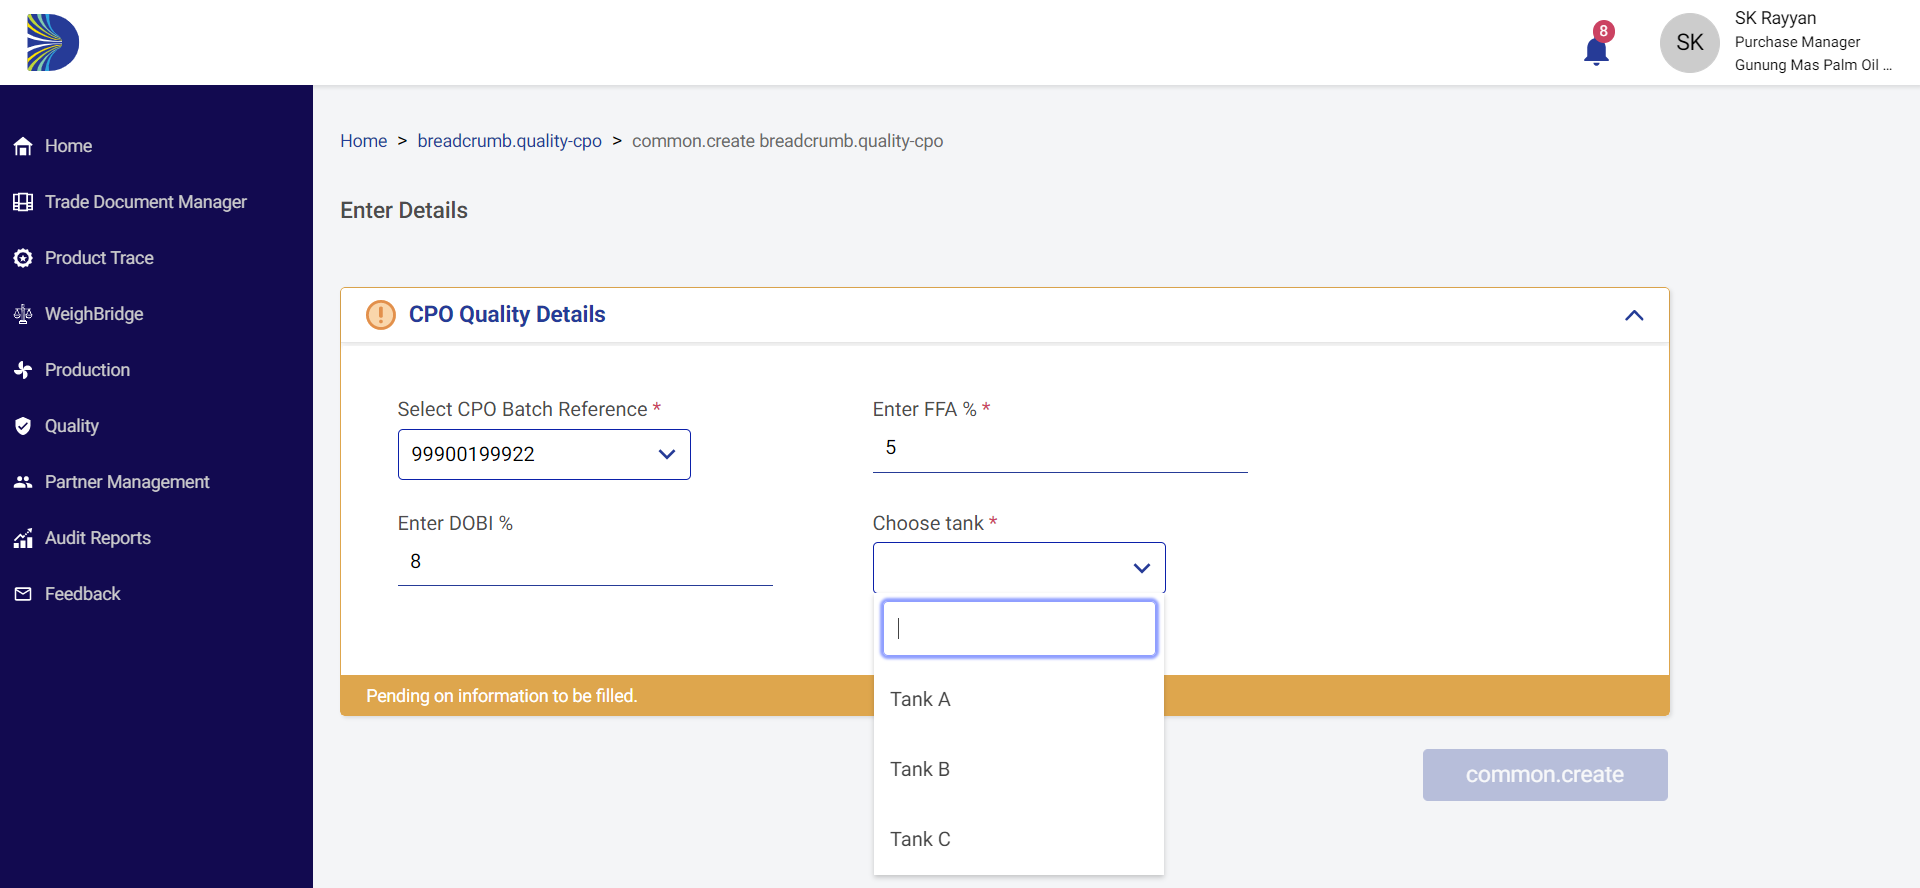 8
SK
SK Rayyan
Purchase Manager
Gunung Mas Palm Oil ...
Home
Trade Document Manager
Product Trace
WeighBridge
Production
Quality
Partner Management
Audit Reports
Feedback
Home > breadcrumb.quality-cpo > common.create breadcrumb.quality-cpo
Enter Details
CPO Quality Details
Select CPO Batch Reference *
99900199922
Enter FFA % *
5
Enter DOBI %
8
Choose tank *
Tank A
Tank B
Tank C
Pending on information to be filled.
common.create